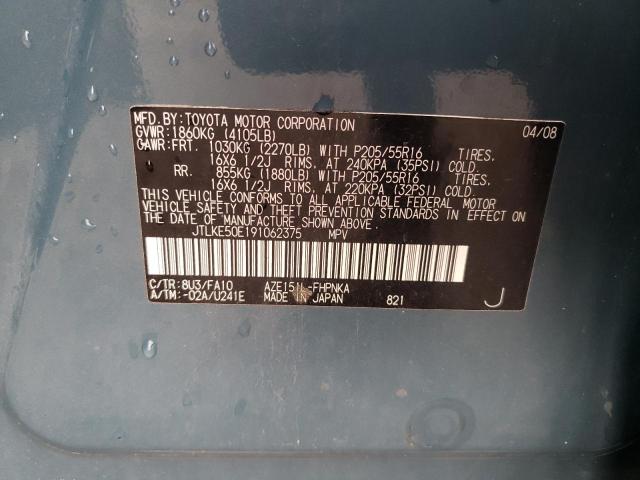 MFD.BY:TOYOTA MOTOR CORPORATION 04/08
GVWR:1860KG (4105LB)
GAWR:FRT. 1030KG (2270LB) WITH P205/55R16 TIRES,
16X6 1/2J RIMS, AT 240KPA (35PSI) COLD.
RR. 855KG (1880LB) WITH P205/55R16 TIRES,
16X6 1/2J RIMS, AT 220KPA (32PSI) COLD.
THIS VEHICLE CONFORMS TO ALL APPLICABLE FEDERAL MOTOR
VEHICLE SAFETY AND THEFT PREVENTION STANDARDS IN EFFECT ON
THE DATE OF MANUFACTURE SHOWN ABOVE.
JTLKE50E191062375 MPV
C/TR: 8U3/FA10 AZE151L-FHPNKA
A/TM: -02A/U241E MADE IN JAPAN 821 J